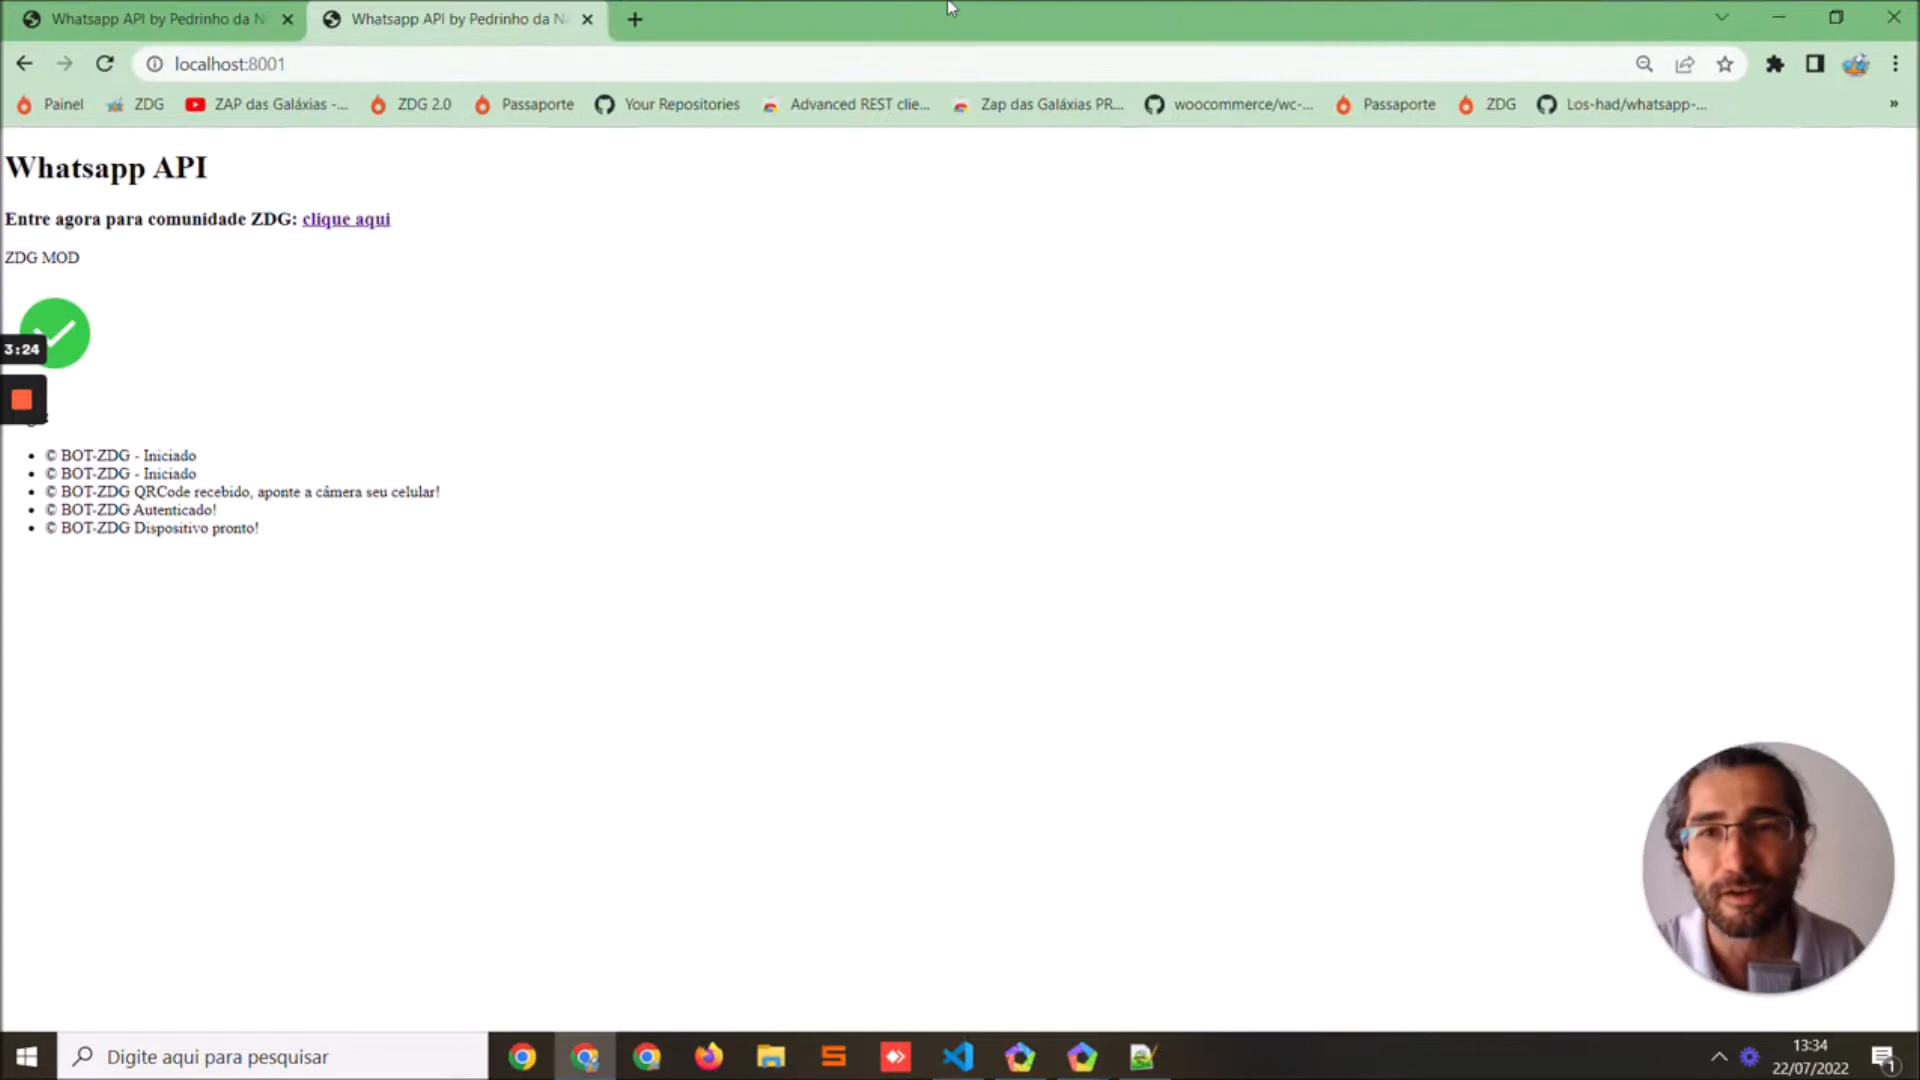 Whatsapp API by Pedrinho da N
Whatsapp API by Pedrinho da N
localhost:8001
Painel
ZDG
ZAP das Galáxias -...
ZDG 2.0
Passaporte
Your Repositories
Advanced REST clie...
Zap das Galáxias PR...
woocommerce/wc-...
Passaporte
ZDG
Los-had/whatsapp-...
»
Whatsapp API
Entre agora para comunidade ZDG: clique aqui
ZDG MOD
3:24
• © BOT-ZDG - Iniciado
• © BOT-ZDG - Iniciado
• © BOT-ZDG QRCode recebido, aponte a câmera seu celular!
• © BOT-ZDG Autenticado!
• © BOT-ZDG Dispositivo pronto!
Digite aqui para pesquisar
13:34
22/07/2022
1